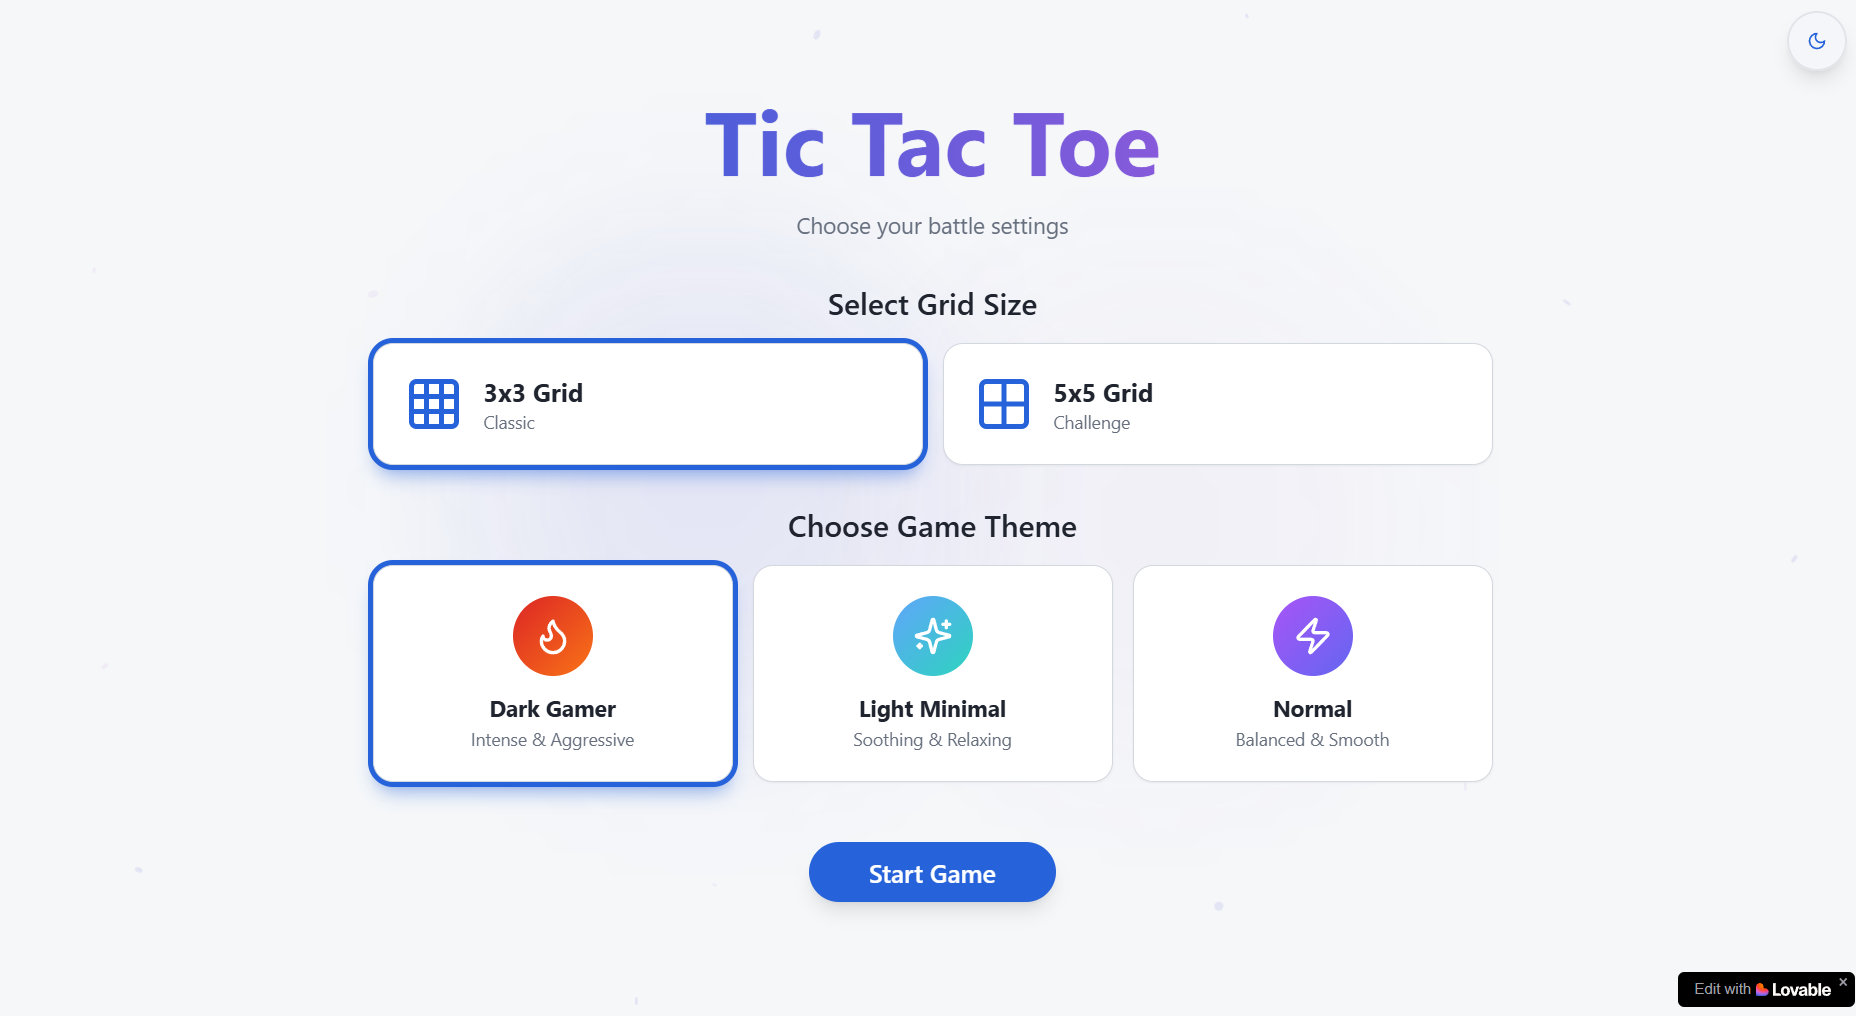 Tic Tac Toe
Choose your battle settings
Select Grid Size
3x3 Grid
Classic
5x5 Grid
Challenge
Choose Game Theme
Dark Gamer
Intense & Aggressive
Light Minimal
Soothing & Relaxing
Normal
Balanced & Smooth
Start Game
Edit with Lovable ×